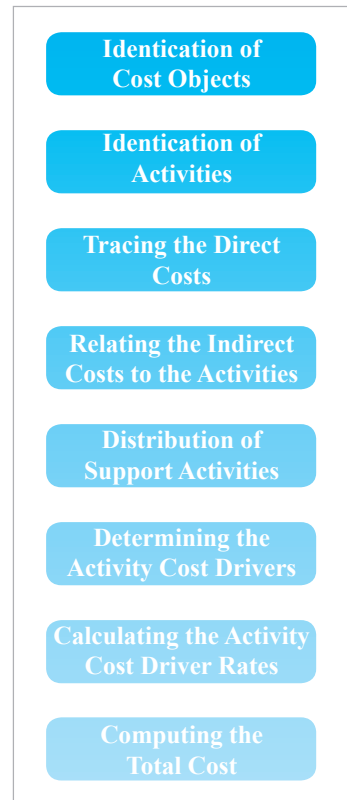 Identication of
Cost Objects
Identication of
Activities
Tracing the Direct
Costs
Relating the Indirect
Costs to the Activities
Distribution of
Support Activities
Determining the
Activity Cost Drivers
Calculating the Activity
Cost Driver Rates
Computing the
Total Cost